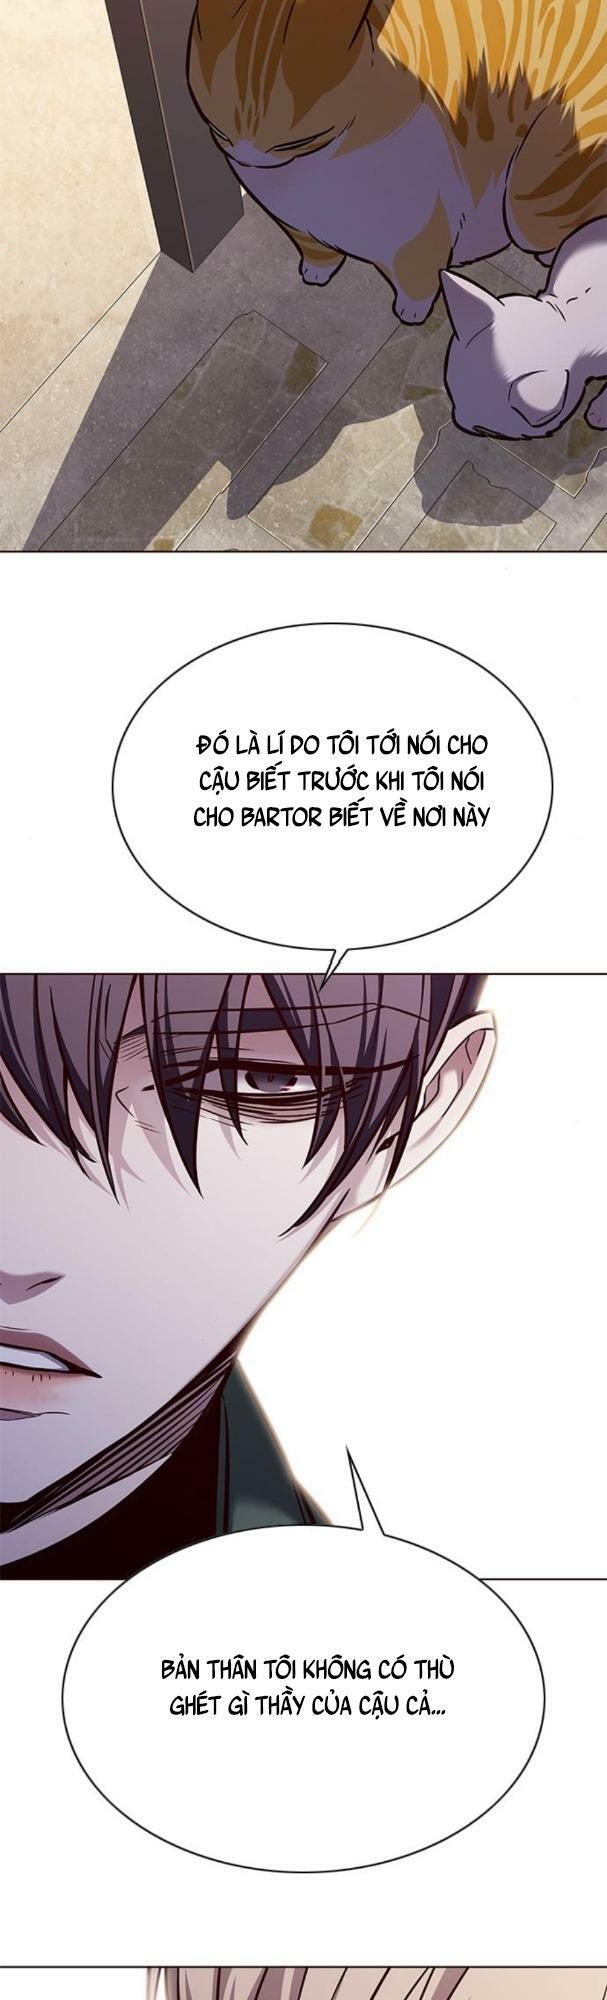 ĐÓ LÀ LÍ DO TÔI TỚI NÓI CHO
CẬU BIẾT TRƯỚC KHI TÔI NÓI
CHO BARTOR BIẾT VỀ NƠI NÀY
BẢN THÂN TÔI KHÔNG CÓ THÙ
GHÉT GÌ THẦY CỦA CẬU CẢ...